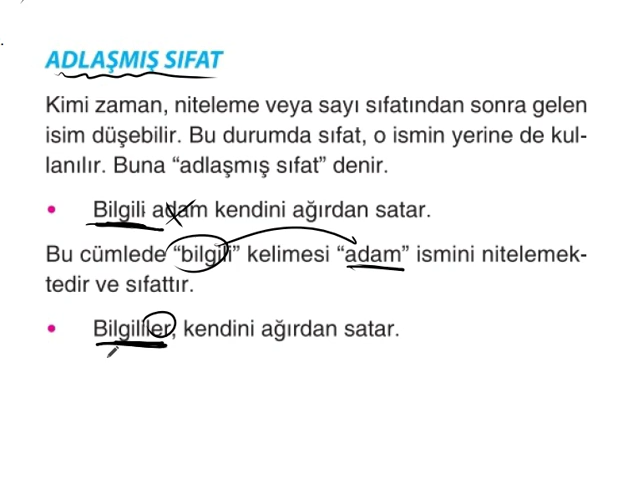 ADLAŞMIŞ SIFAT
Kimi zaman, niteleme veya sayı sıfatından sonra gelen
isim düşebilir. Bu durumda sıfat, o ismin yerine de kul-
lanılır. Buna “adlaşmış sıfat” denir.
• Bilgili adam kendini ağırdan satar.
Bu cümlede “bilgili” kelimesi “adam” ismini nitelemek-
tedir ve sıfattır.
• Bilgililer, kendini ağırdan satar.